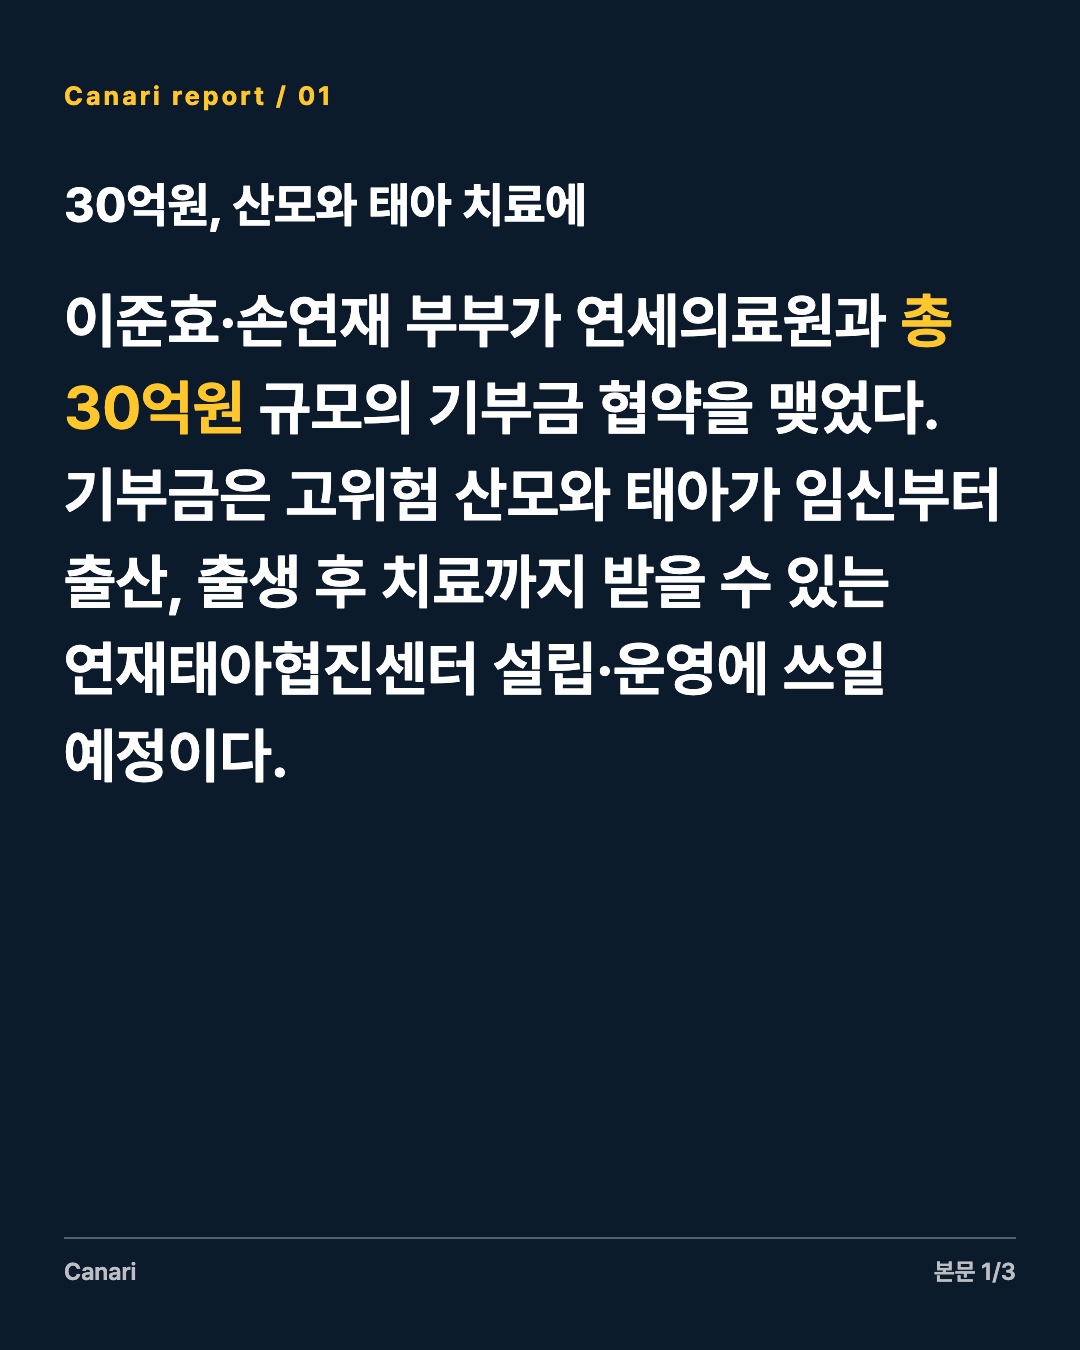 Canari report / 01
30억원, 산모와 태아 치료에
이준효·손연재 부부가 연세의료원과 총
30억원 규모의 기부금 협약을 맺었다.
기부금은 고위험 산모와 태아가 임신부터
출산, 출생 후 치료까지 받을 수 있는
연재태아협진센터 설립·운영에 쓰일
예정이다.
Canari
본문 1/3